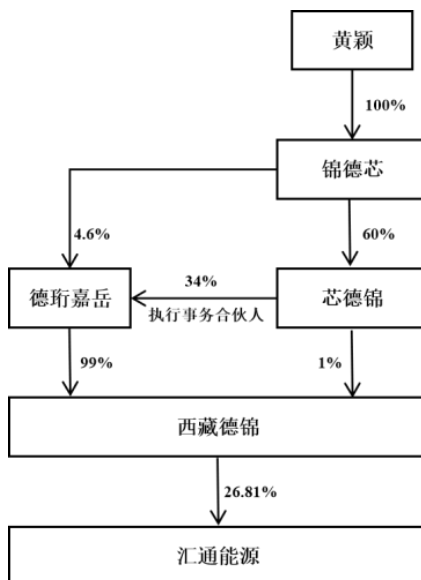 黄颖
100%
锦德芯
4.6%
60%
德珩嘉岳
34%
执行事务合伙人
芯德锦
99%
1%
西藏德锦
26.81%
汇通能源